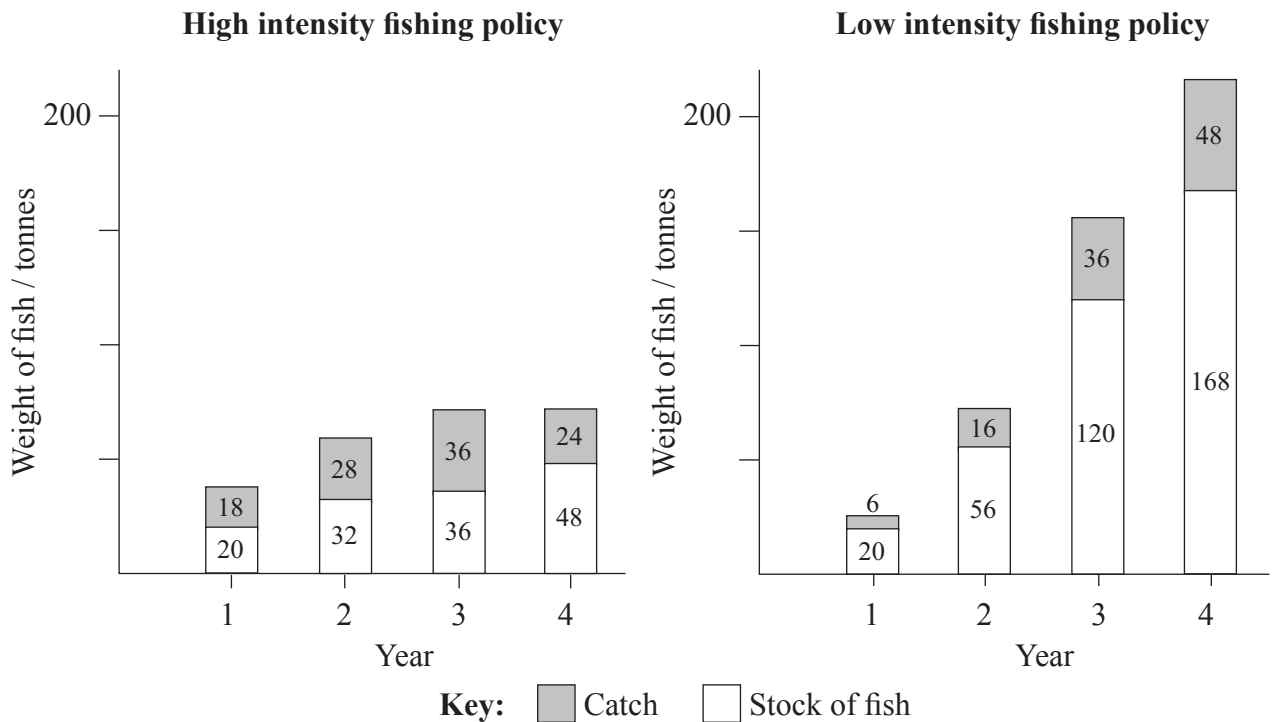 High intensity fishing policy
Weight of fish / tonnes
200
18
20
28
32
36
36
24
48
1 2 3 4
Year
Low intensity fishing policy
Weight of fish / tonnes
200
6
20
16
56
36
120
48
168
1 2 3 4
Year
Key: Catch Stock of fish